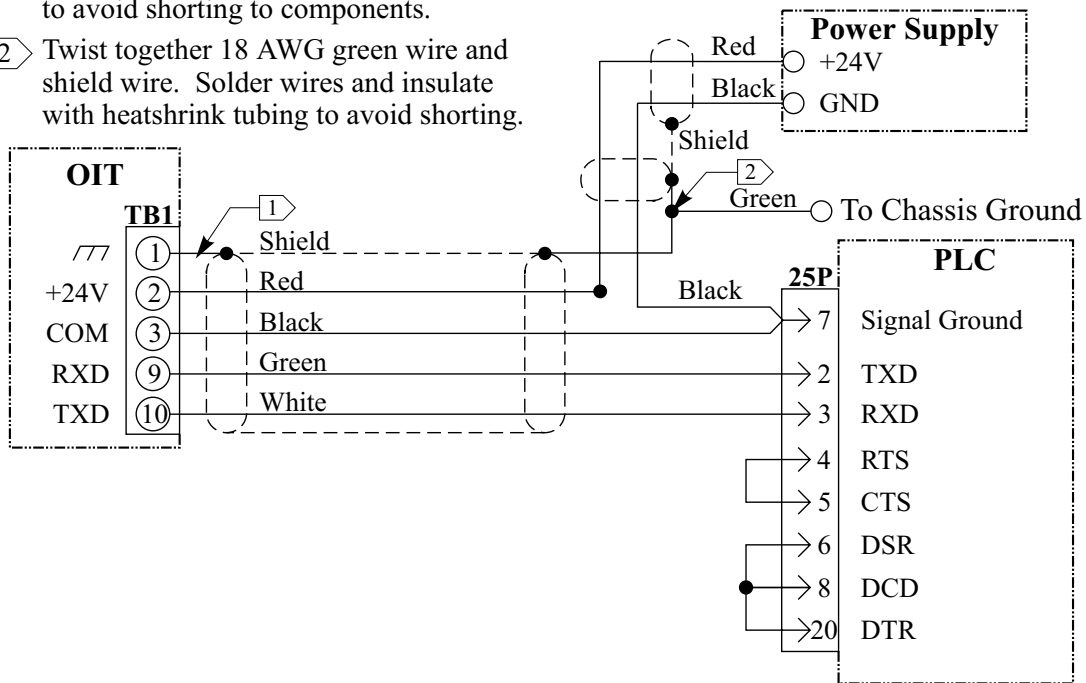 to avoid shorting to components.
2 Twist together 18 AWG green wire and
shield wire. Solder wires and insulate
with heatshrink tubing to avoid shorting.
Power Supply
Red
+24V
Black
GND
Shield
2
Green
To Chassis Ground
OIT
TB1
1
1
Shield
+24V
2
Red
COM
3
Black
RXD
9
Green
TXD
10
White
PLC
25P
Black
7
Signal Ground
2
TXD
3
RXD
4
RTS
5
CTS
6
DSR
8
DCD
20
DTR